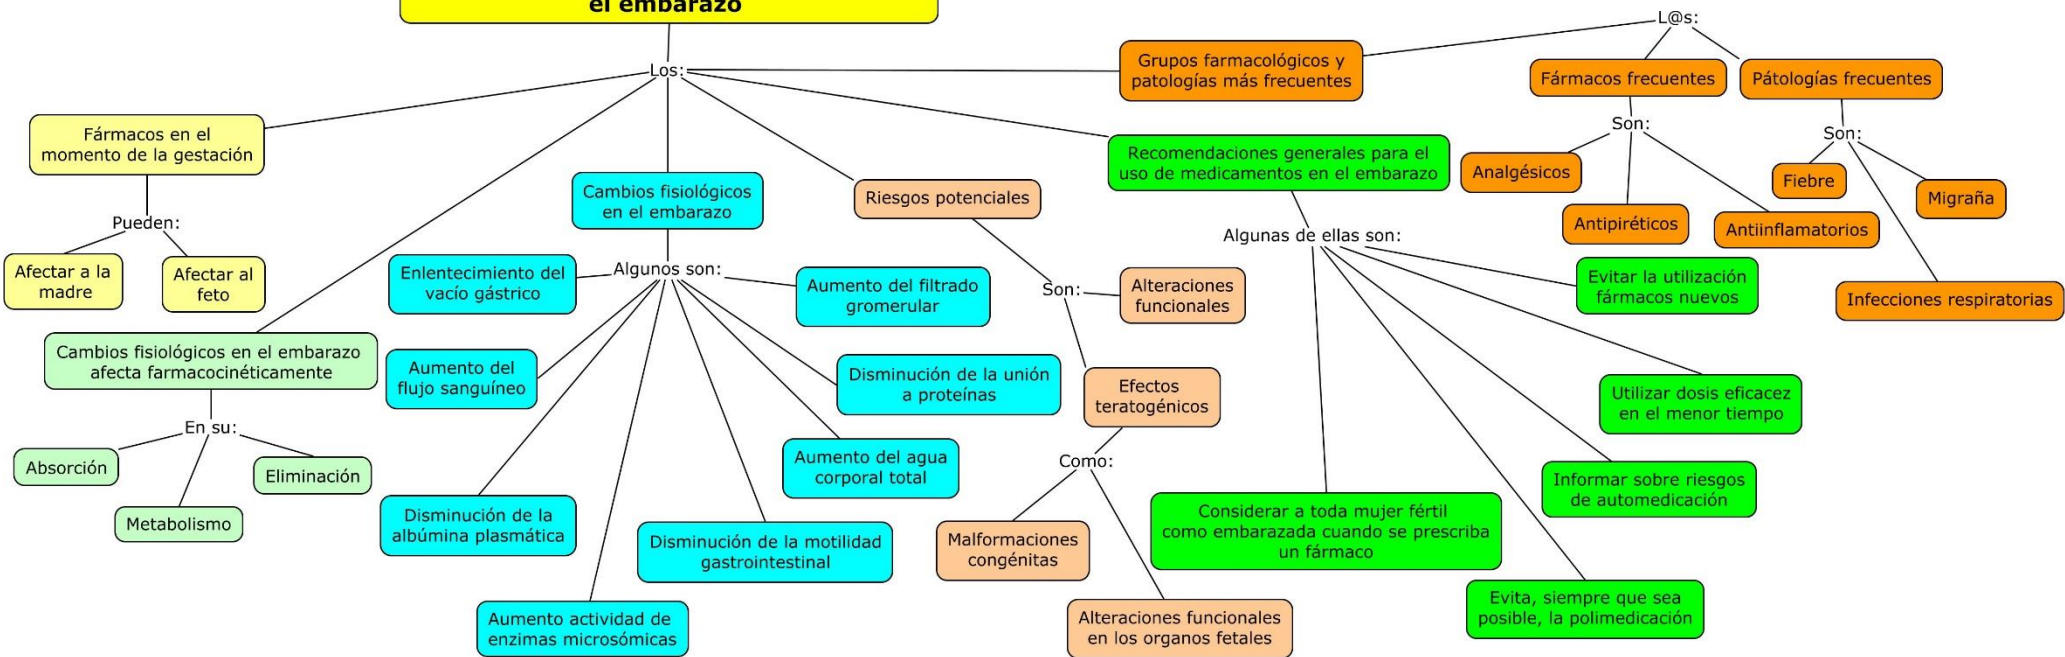 el embarazo
Los:
Fármacos en el
momento de la gestación
Pueden:
Afectar a la
madre
Afectar al
feto
Cambios fisiológicos en el embarazo
afecta farmacocinéticamente
En su:
Absorción
Metabolismo
Eliminación
Cambios fisiológicos
en el embarazo
Algunos son:
Enlentecimiento del
vacío gástrico
Aumento del
flujo sanguíneo
Disminución de la
albúmina plasmática
Aumento actividad de
enzimas microsómicas
Disminución de la motilidad
gastrointestinal
Aumento del agua
corporal total
Disminución de la unión
a proteínas
Aumento del filtrado
gromerular
Riesgos potenciales
Son:
Alteraciones
funcionales
Efectos
teratogénicos
Como:
Malformaciones
congénitas
Alteraciones funcionales
en los organos fetales
Recomendaciones generales para el
uso de medicamentos en el embarazo
Algunas de ellas son:
Evitar la utilización
fármacos nuevos
Utilizar dosis eficacez
en el menor tiempo
Informar sobre riesgos
de automedicación
Evita, siempre que sea
posible, la polimedicación
Considerar a toda mujer fértil
como embarazada cuando se prescriba
un fármaco
Grupos farmacológicos y
patologías más frecuentes
L@s:
Fármacos frecuentes
Son:
Analgésicos
Antipiréticos
Antiinflamatorios
Pátologías frecuentes
Son:
Fiebre
Migraña
Infecciones respiratorias